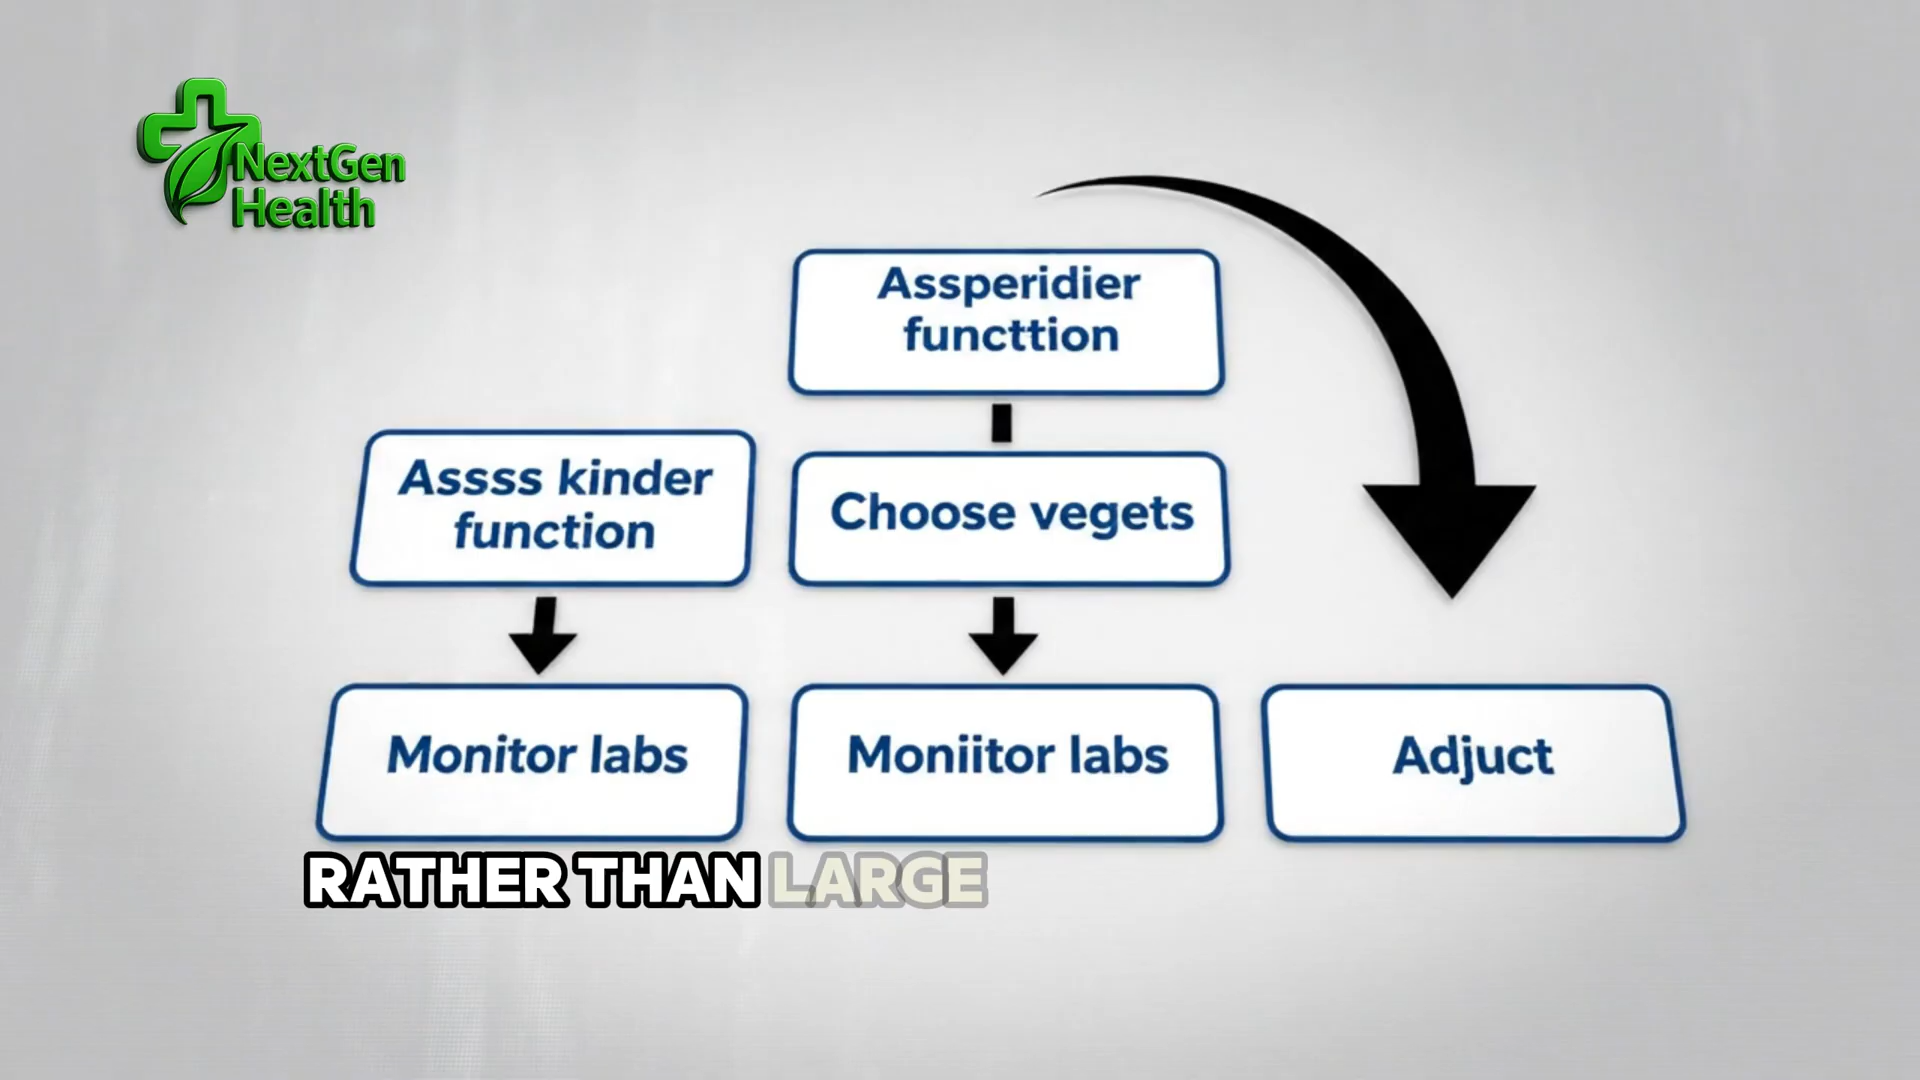 NextGen
Health
Assperidier
functtion
Assss kinder
function
Choose vegets
Monitor labs
Moniitor labs
Adjuct
RATHER THAN LARGE